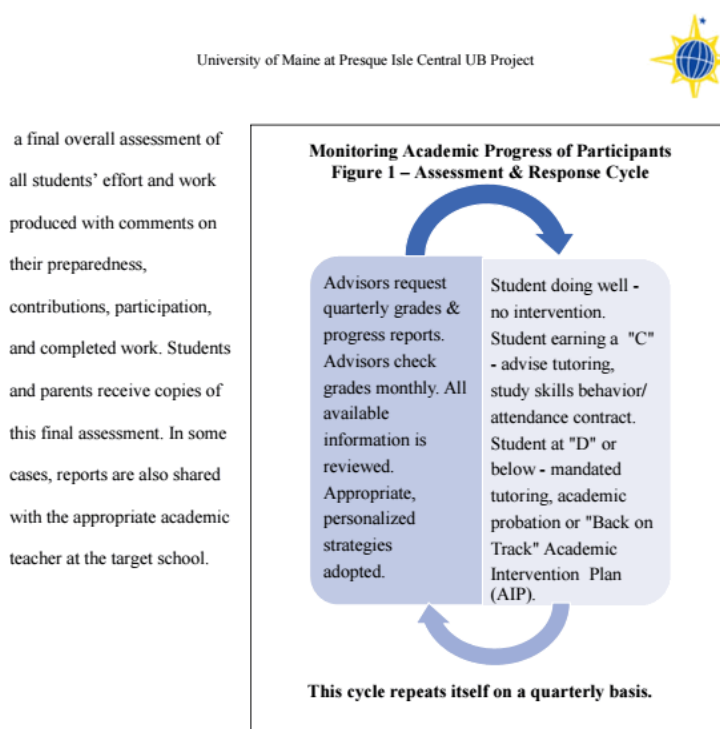 University of Maine at Presque Isle Central UB Project
a final overall assessment of
all students' effort and work
produced with comments on
their preparedness,
contributions, participation,
and completed work. Students
and parents receive copies of
this final assessment. In some
cases, reports are also shared
with the appropriate academic
teacher at the target school.
Monitoring Academic Progress of Participants
Figure 1 – Assessment & Response Cycle
Advisors request
quarterly grades &
progress reports.
Advisors check
grades monthly. All
available
information is
reviewed.
Appropriate,
personalized
strategies
adopted.
Student doing well -
no intervention.
Student earning a "C"
- advise tutoring,
study skills behavior/
attendance contract.
Student at "D" or
below - mandated
tutoring, academic
probation or "Back on
Track" Academic
Intervention Plan
(AIP).
This cycle repeats itself on a quarterly basis.